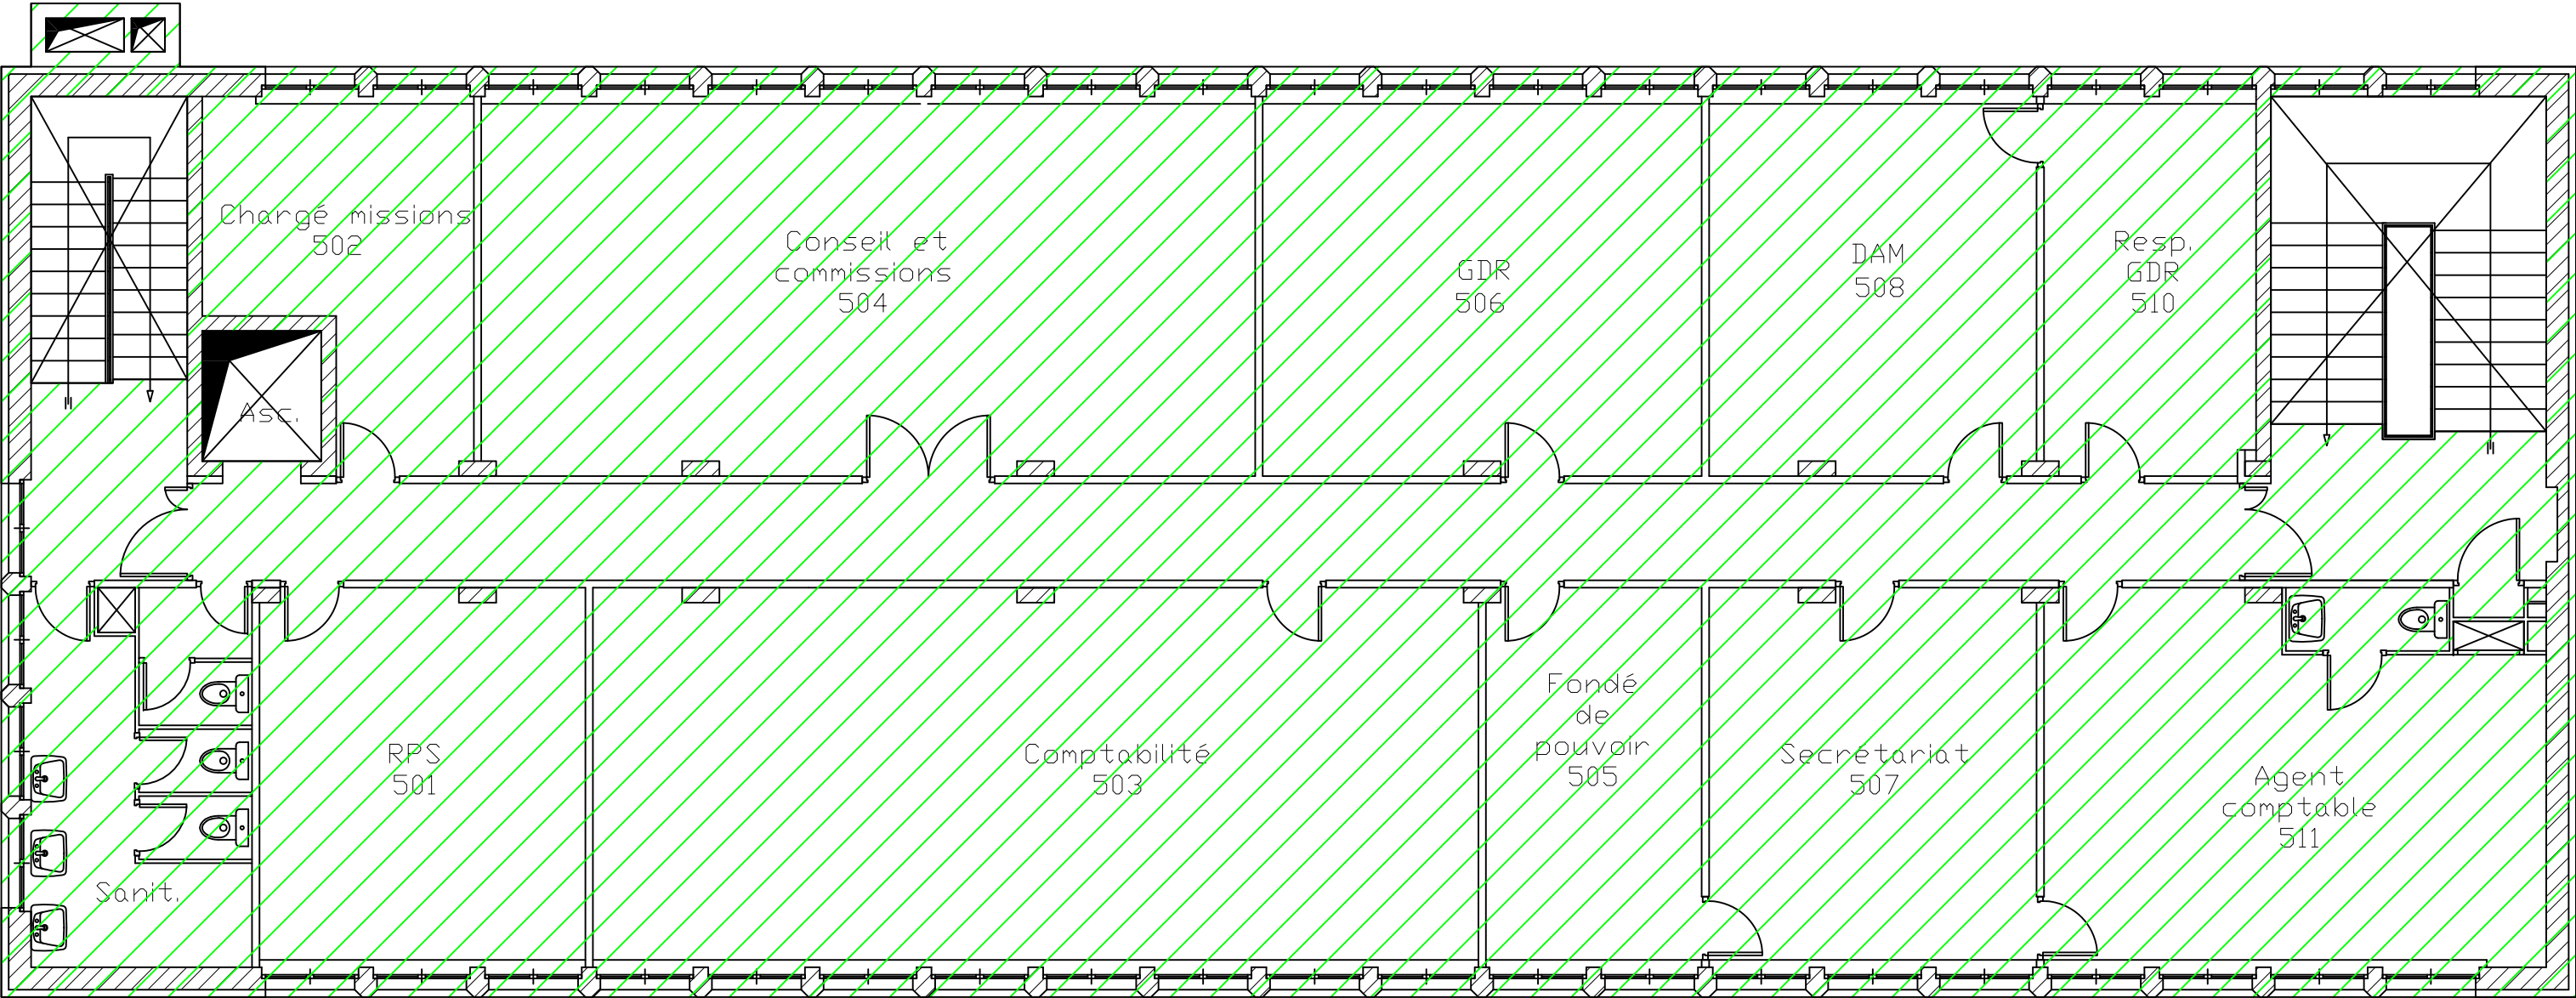 Chargé missions
502
Conseil et
commissions
504
GDR
506
DAM
508
Resp.
GDR
510
Asc.
RPS
501
Comptabilité
503
Fondé
de
pouvoir
505
Secrétariat
507
Agent
comptable
511
Sanit.